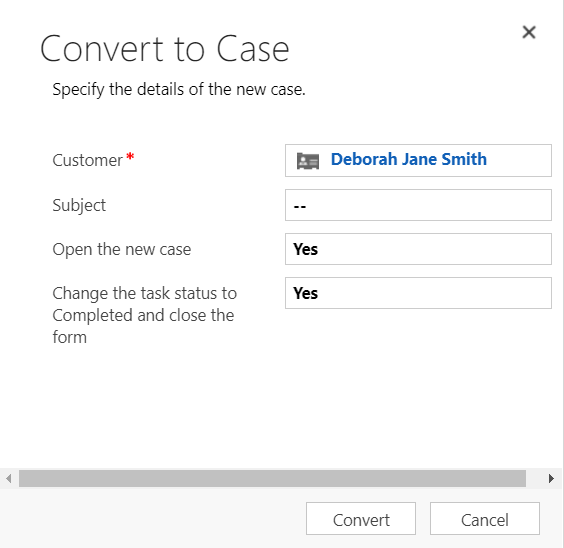 Convert to Case
Specify the details of the new case.
Customer* Deborah Jane Smith
Subject --
Open the new case Yes
Change the task status to Yes
Completed and close the
form
Convert Cancel